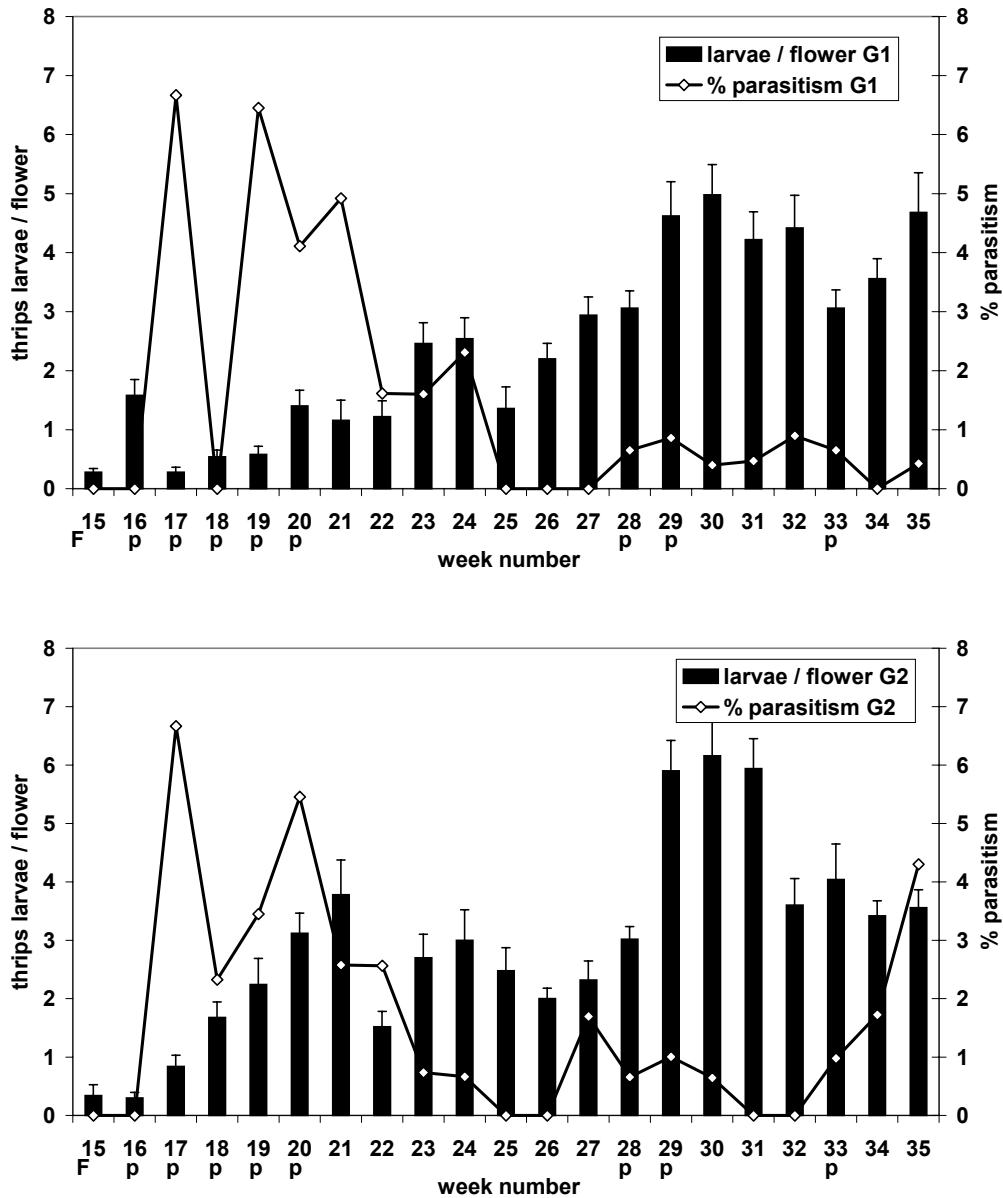 8 8
larvae / flower G1
7 7
% parasitism G1
6 6
5 5
4 4
3 3
2 2
1 1
0 0
thrips larvae / flower
% parasitism
15 16 17 18 19 20 21 22 23 24 25 26 27 28 29 30 31 32 33 34 35
F p p p p p p p p
week number
8 8
larvae / flower G2
7 7
% parasitism G2
6 6
5 5
4 4
3 3
2 2
1 1
0 0
thrips larvae / flower
% parasitism
15 16 17 18 19 20 21 22 23 24 25 26 27 28 29 30 31 32 33 34 35
F p p p p p p p p
week number